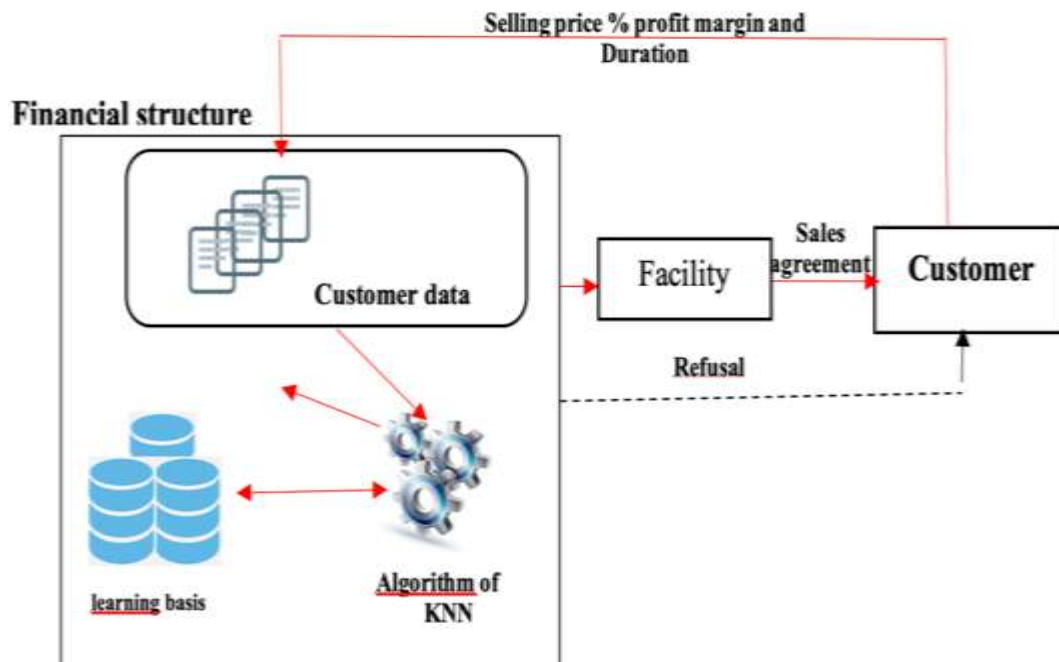 Selling price % profit margin and
Duration
Financial structure
Customer data
Facility
Sales
agreement
Customer
Refusal
learning basis
Algorithm of
KNN